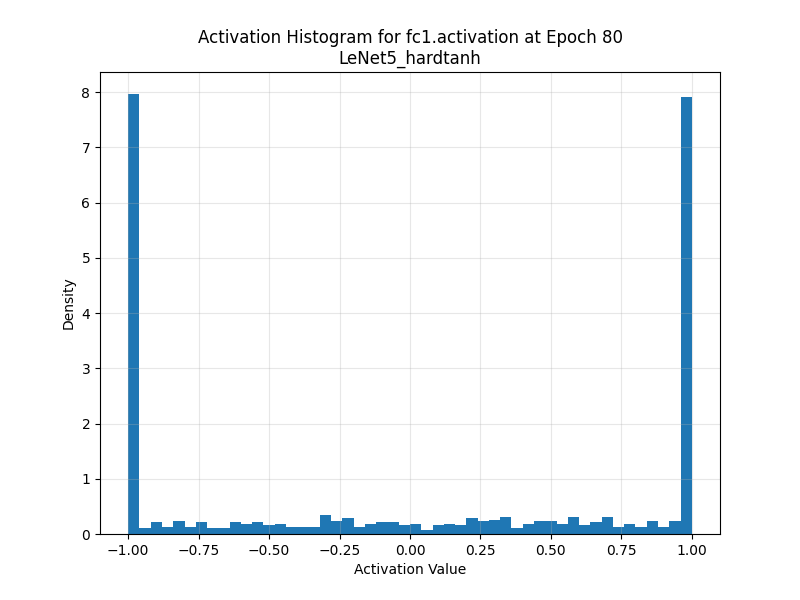 Activation Histogram for fc1.activation at Epoch 80
LeNet5_hardtanh
8
7
6
5
4
3
2
1
0
Density
−1.00 −0.75 −0.50 −0.25 0.00 0.25 0.50 0.75 1.00
Activation Value